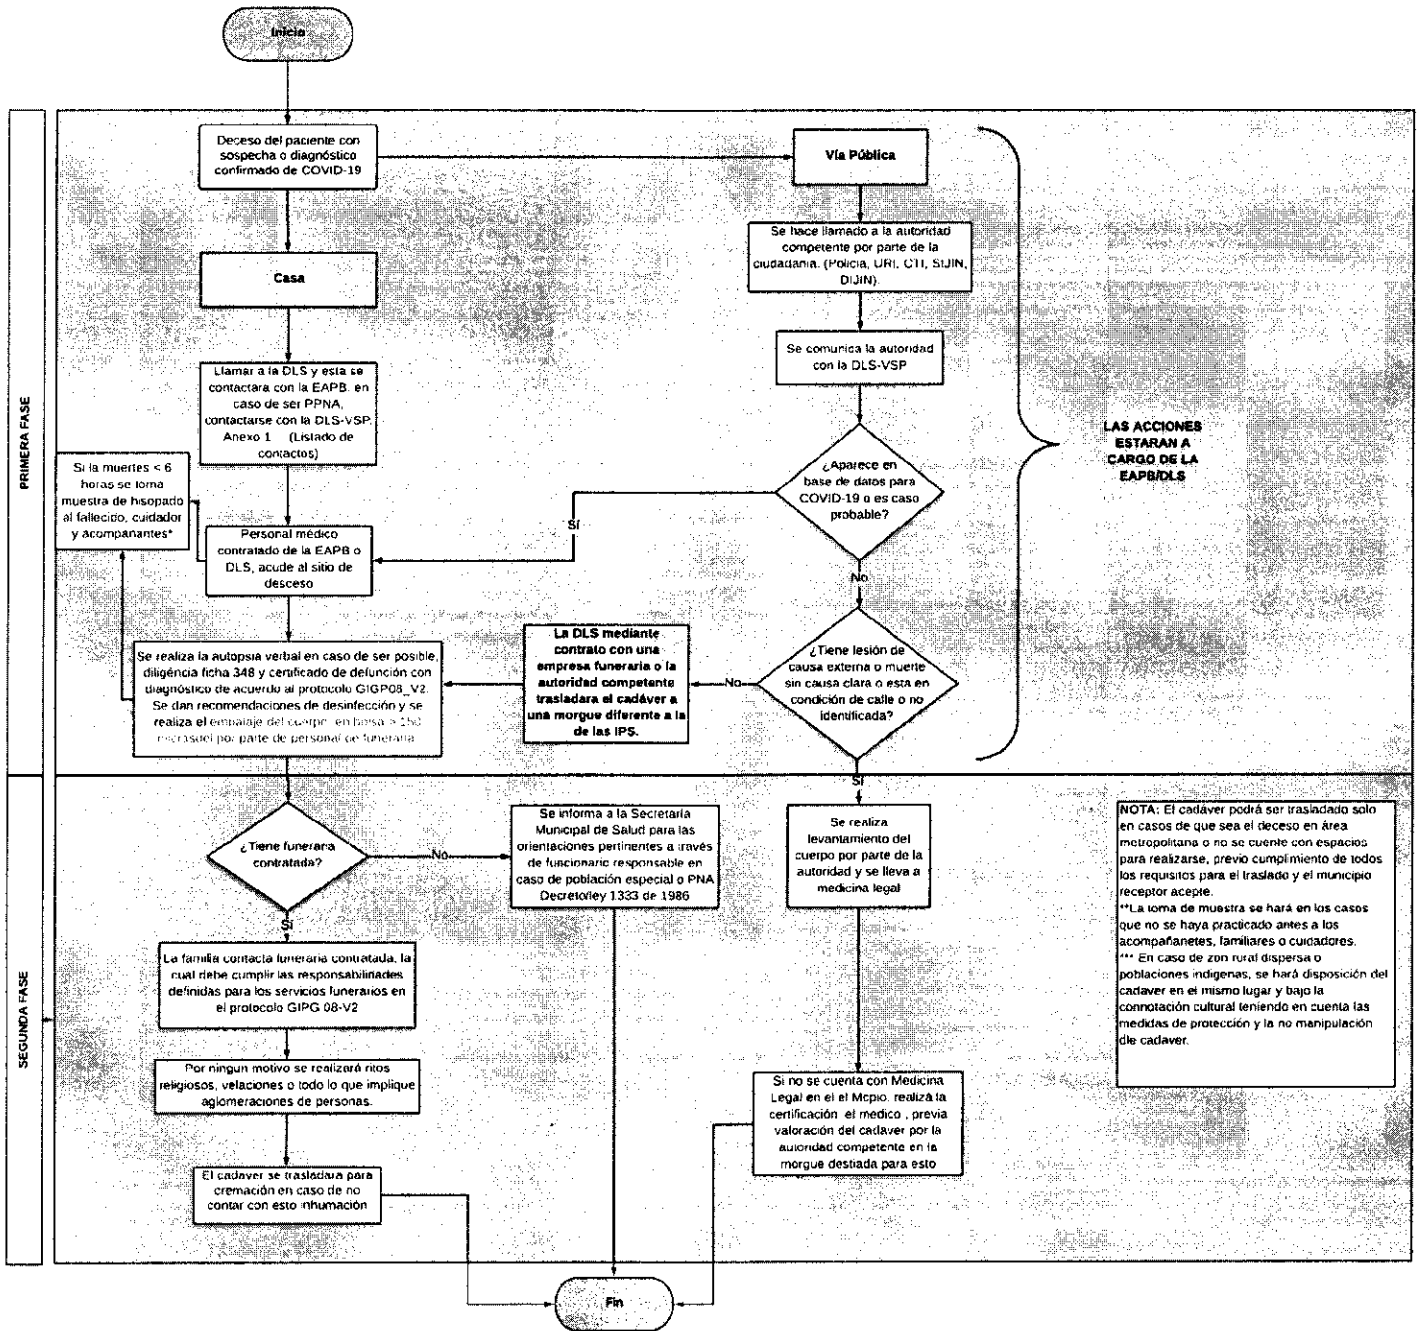 Inicio
PRIMERA FASE
Deceso del paciente con
sospecha o diagnóstico
confirmado de COVID-19
Vía Pública
Se hace llamado a la autoridad
competente por parte de la
ciudadania. (Policia, URI, CTI, SIJIN,
DIJIN).
Casa
Se comunica la autoridad
con la DLS-VSP
Llamar a la DLS y esta se
contactara con la EAPB. en
caso de ser PPNA,
contactarse con la DLS-VSP.
Anexo 1 (Listado de
contactos)
LAS ACCIONES
ESTARAN A
CARGO DE LA
EAPB/DLS
¿Aparece en
base de datos para
COVID-19 o es caso
probable?
Sí
No
Si la muertes < 6
horas se toma
muestra de hisopado
al fallecido, cuidador
y acompanantes*
Personal médico
contratado de la EAPB o
DLS, acude al sitio de
desceso
¿Tiene lesión de
causa externa o muerte
sin causa clara o esta en
condición de calle o no
identificada?
No
Sí
La DLS mediante
contrato con una
empresa funeraria o la
autoridad competente
trasladara el cadáver a
una morgue diferente a la
de las IPS.
Se realiza la autopsia verbal en caso de ser posible,
diligéncia ficha 348 y certificado de defunción con
diagnóstico de acuerdo al protocolo GIGP08_V2.
Se dan recomendaciones de desinfección y se
realiza el empalaje del cuerpo en bolsa > 150
por parte de personal de funeraria
SEGUNDA FASE
¿Tiene funeraria
contratada?
No
Sí
Se informa a la Secretaría
Municipal de Salud para las
orientaciones pertinentes a través
de funcionario responsable en
caso de población especial o PNA
Decretorley 1333 de 1986
Se realiza
levantamiento del
cuerpo por parte de la
autoridad y se lleva a
medicina legal
NOTA: El cadáver podrá ser trasladado solo
en casos de que sea el deceso en área
metropolitana o no se cuente con espacios
para realizarse, previo cumplimiento de todos
los requisitos para el traslado y el municipio
receptor acepte.
**La toma de muestra se hará en los casos
que no se haya practicado antes a los
acompañanetes, familiares o cuidadores.
*** En caso de zon rural dispersa o
poblaciones indigenas, se hará disposición del
cadaver en el mismo lugar y bajo la
connotación cultural teniendo en cuenta las
medidas de protección y la no manipulación
dle cadaver.
La familia contacta funeraria contratada, la
cual debe cumplir las responsabilidades
definidas para los servicios funerarios en
el protocolo GIPG 08-V2
Por ningun motivo se realizará ritos
religiosos, velaciones o todo lo que implique
aglomeraciones de personas.
El cadaver se trasladara para
cremación en caso de no
contar con esto inhumación
Si no se cuenta con Medicina
Legal en el el Mcpio. realizá la
certificación el medico , previa
valoración del cadaver por la
autoridad competente en la
morgue destiada para esto
Fin